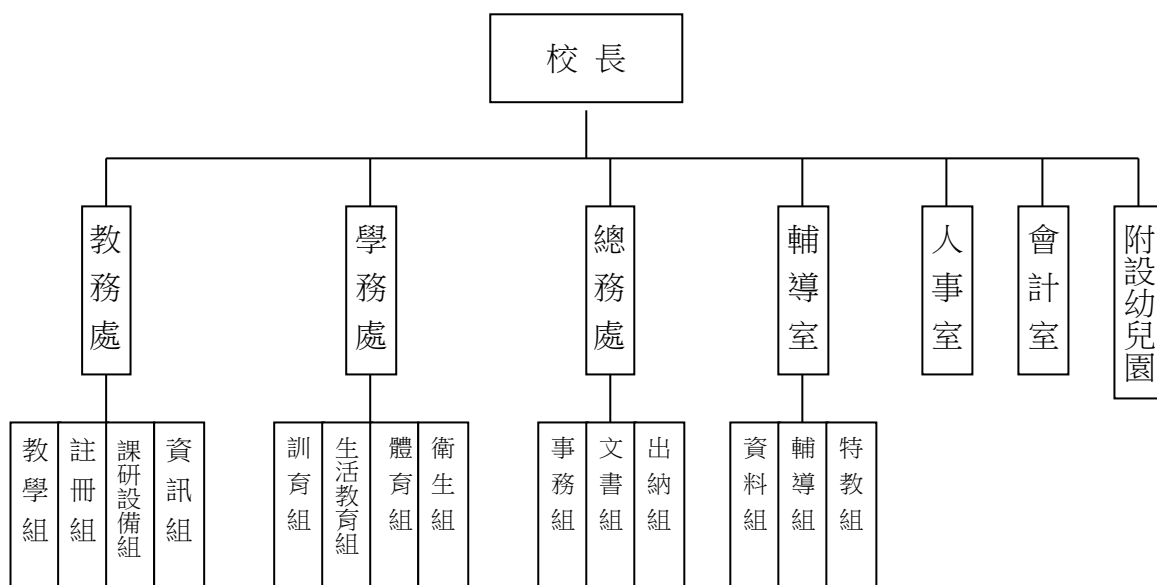 校長
教務處
學務處
總務處
輔導室
人事室
會計室
附設幼兒園
教學組
註冊組
課研設備組
資訊組
訓育組
生活教育組
體育組
衛生組
事務組
文書組
出納組
資料組
輔導組
特教組